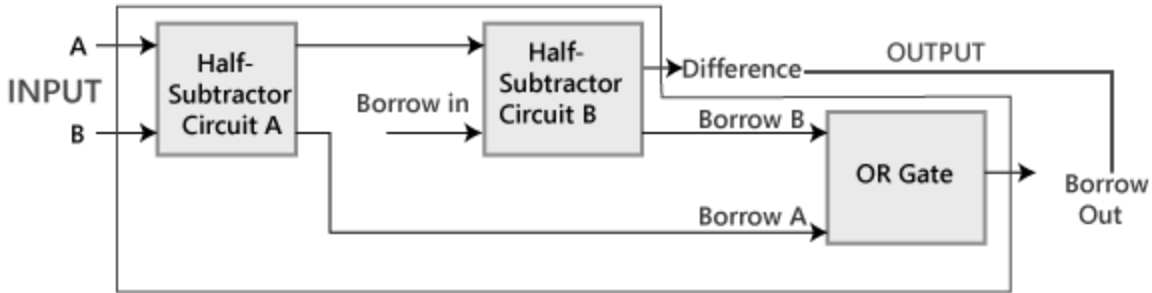 A
INPUT
B
Half-
Subtractor
Circuit A
Borrow in
Half-
Subtractor
Circuit B
Difference
OUTPUT
Borrow B
Borrow A
OR Gate
Borrow
Out